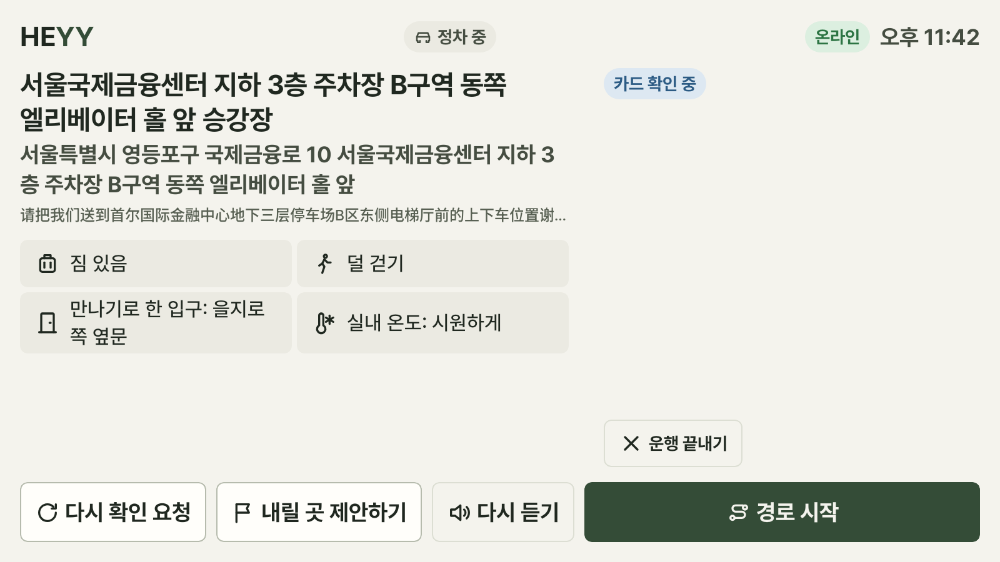 HEYY
정차 중
온라인
오후 11:42
서울국제금융센터 지하 3층 주차장 B구역 동쪽
엘리베이터 홀 앞 승강장
카드 확인 중
서울특별시 영등포구 국제금융로 10 서울국제금융센터 지하 3
층 주차장 B구역 동쪽 엘리베이터 홀 앞
请把我们送到首尔国际金融中心地下三层停车场B区东侧电梯厅前的上下车位置谢...
짐 있음
덜 걷기
만나기로 한 입구: 을지로
쪽 옆문
실내 온도: 시원하게
운행 끝내기
다시 확인 요청
내릴 곳 제안하기
다시 듣기
경로 시작